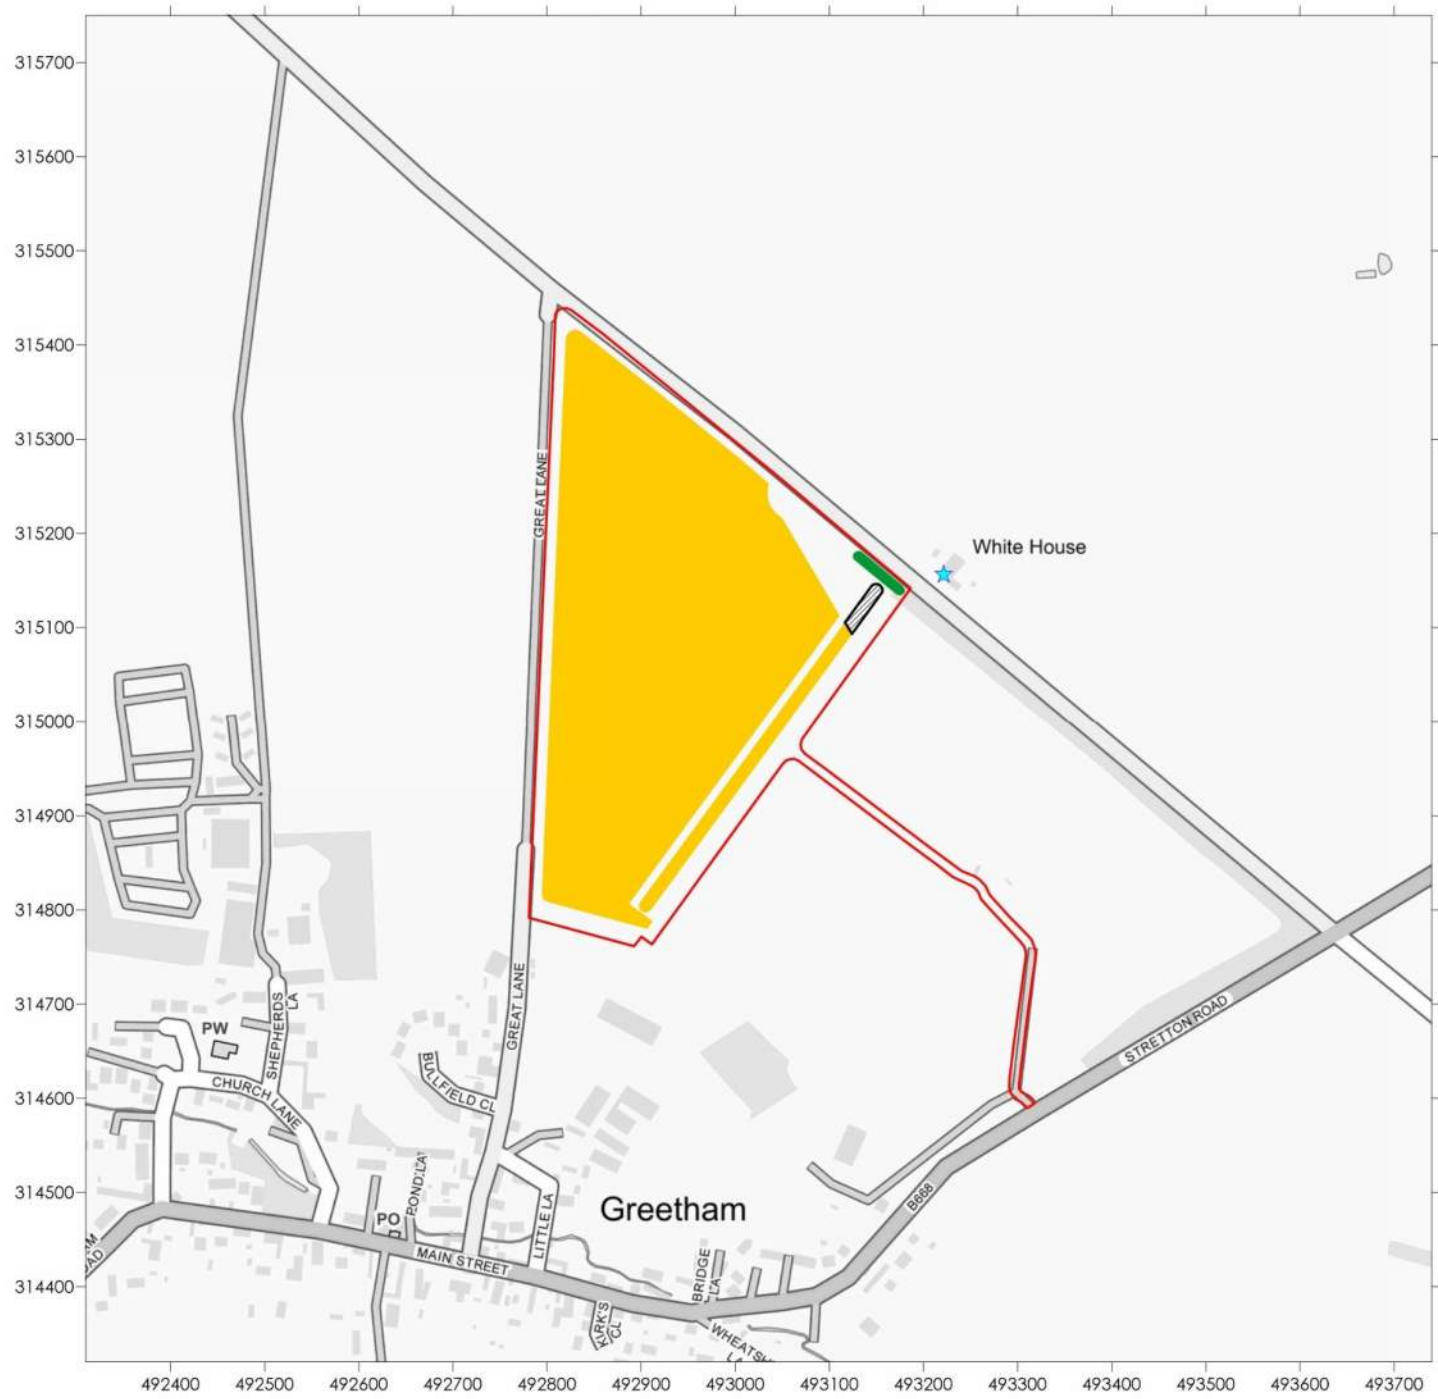 315700
315600
315500
315400
315300
315200
315100
315000
314900
314800
314700
314600
314500
314400
GREAT LANE
White House
GREAT LANE
SHEPHERDS
LA
PW
CHURCH LANE
BULLFIELD CL
STRETTON ROAD
B668
Greetham
POND LA
PO
LITTLE LA
MAIN STREET
BRIDGE
LA
KIRK'S
CL
492400 492500 492600 492700 492800 492900 493000 493100 493200 493300 493400 493500 493600 493700